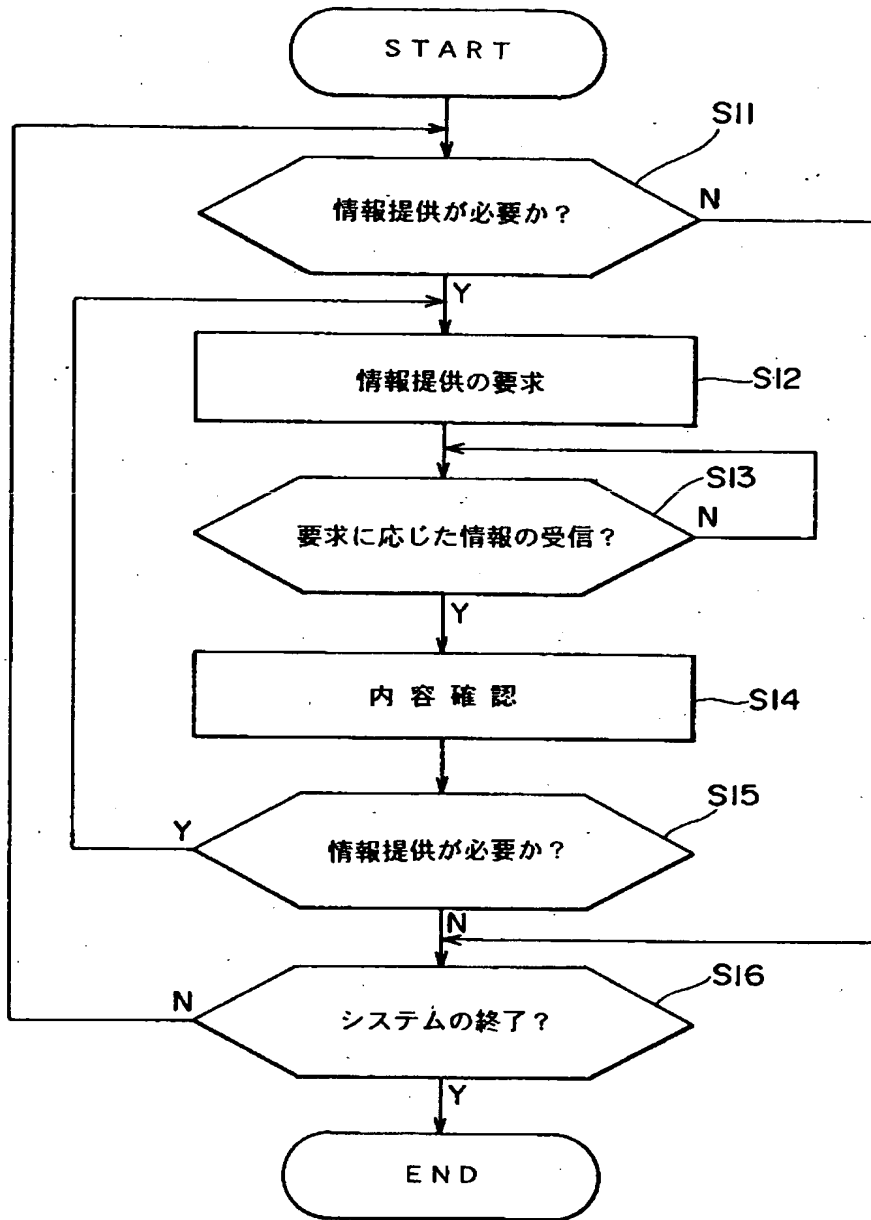 START
S11
情報提供が必要か?
N
Y
情報提供の要求
S12
S13
要求に応じた情報の受信?
N
Y
内容確認
S14
S15
Y
情報提供が必要か?
N
S16
N
システムの終了?
Y
END